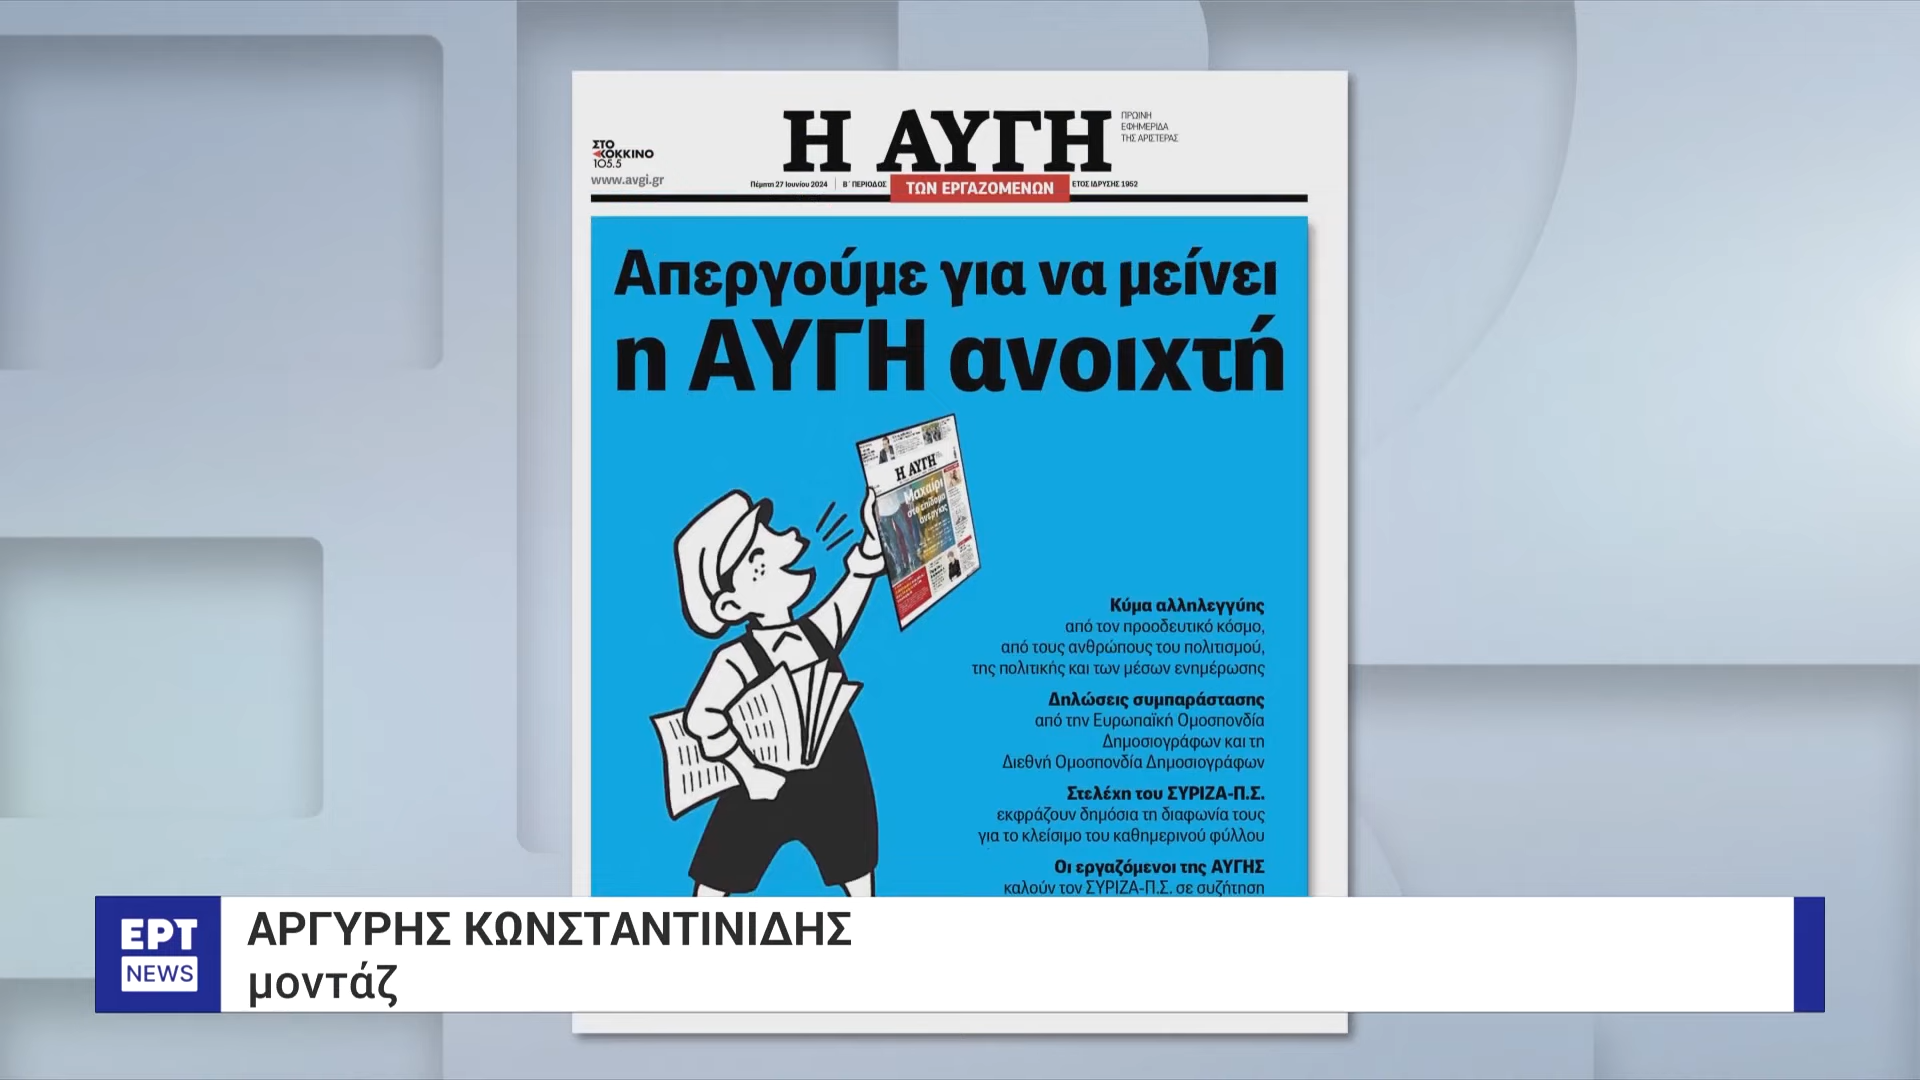 Η ΑΥΓΗ
ΠΡΩΙΝΗ
ΕΦΗΜΕΡΙΔΑ
ΤΗΣ ΑΡΙΣΤΕΡΑΣ
ΣΤΟ
ΚΟΚΚΙΝΟ
105.5
www.avgi.gr
Πέμπτη 27 Ιουνίου 2024 Β΄ ΠΕΡΙΟΔΟΣ ΤΩΝ ΕΡΓΑΖΟΜΕΝΩΝ ΕΤΟΣ ΙΔΡΥΣΗΣ 1952
Απεργούμε για να μείνει
η ΑΥΓΗ ανοιχτή
Η ΑΥΓΗ
Μαχαίρι
στο επίδομα
ανεργίας
Κύμα αλληλεγγύης
από τον προοδευτικό κόσμο,
από τους ανθρώπους του πολιτισμού,
της πολιτικής και των μέσων ενημέρωσης
Δηλώσεις συμπαράστασης
από την Ευρωπαϊκή Ομοσπονδία
Δημοσιογράφων και τη
Διεθνή Ομοσπονδία Δημοσιογράφων
Στελέχη του ΣΥΡΙΖΑ-Π.Σ.
εκφράζουν δημόσια τη διαφωνία τους
για το κλείσιμο του καθημερινού φύλλου
Οι εργαζόμενοι της ΑΥΓΗΣ
καλούν τον ΣΥΡΙΖΑ-Π.Σ. σε συζήτηση
ΕΡΤ
NEWS
ΑΡΓΥΡΗΣ ΚΩΝΣΤΑΝΤΙΝΙΔΗΣ
μοντάζ